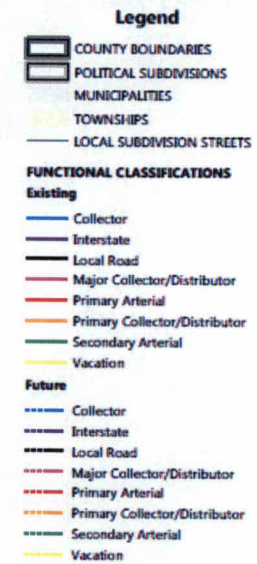 Legend
COUNTY BOUNDARIES
POLITICAL SUBDIVISIONS
MUNICIPALITIES
TOWNSHIPS
LOCAL SUBDIVISION STREETS
FUNCTIONAL CLASSIFICATIONS
Existing
Collector
Interstate
Local Road
Major Collector/Distributor
Primary Arterial
Primary Collector/Distributor
Secondary Arterial
Vacation
Future
Collector
Interstate
Local Road
Major Collector/Distributor
Primary Arterial
Primary Collector/Distributor
Secondary Arterial
Vacation